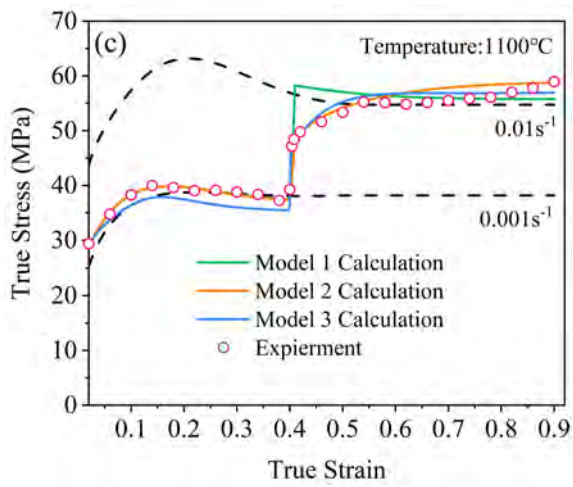 (c)
Temperature:1100°C
0.01s⁻¹
0.001s⁻¹
Model 1 Calculation
Model 2 Calculation
Model 3 Calculation
Expierment
True Stress (MPa)
70
60
50
40
30
20
10
0
0.1 0.2 0.3 0.4 0.5 0.6 0.7 0.8 0.9
True Strain